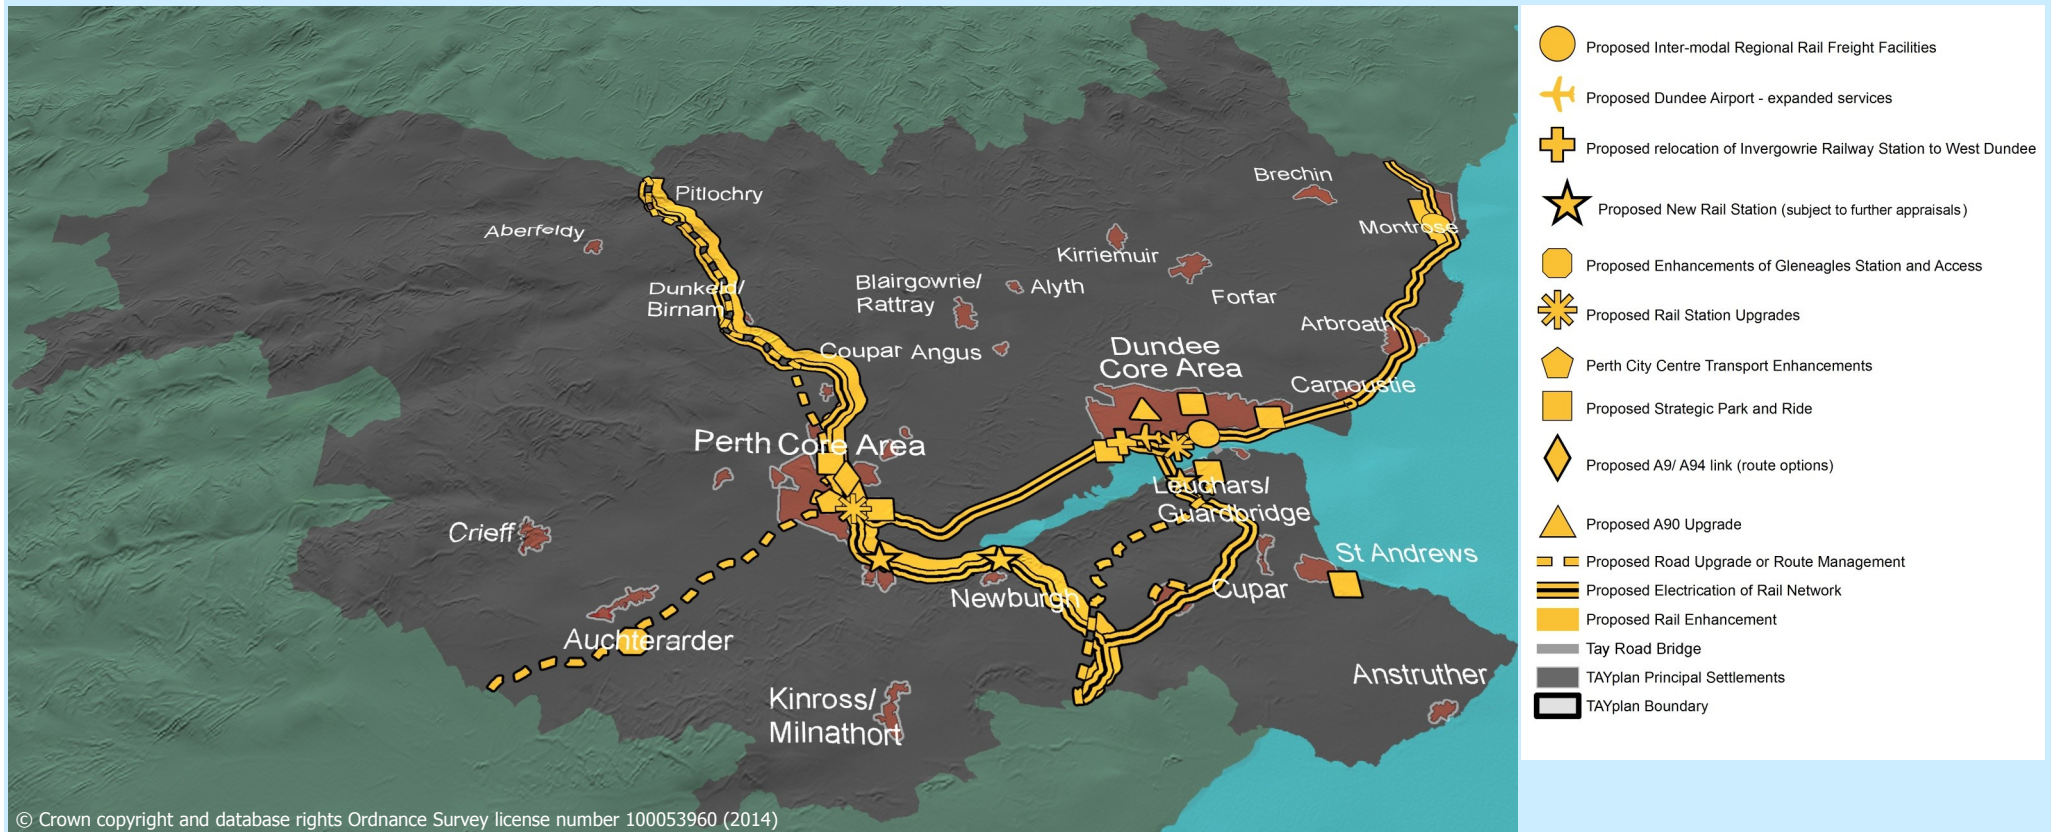 Pitlochry
Aberfeldy
Brechin
Montrose
Kirriemuir
Dunkeld/
Birnam
Blairgowrie/
Rattray
Alyth
Forfar
Arbroath
Coupar Angus
Dundee
Core Area
Carnoustie
Perth Core Area
Leuchars/
Guardbridge
Crieff
St Andrews
Cupar
Newburgh
Auchterarder
Kinross/
Milnathort
Anstruther
© Crown copyright and database rights Ordnance Survey license number 100053960 (2014)
Proposed Inter-modal Regional Rail Freight Facilities
Proposed Dundee Airport - expanded services
Proposed relocation of Invergowrie Railway Station to West Dundee
Proposed New Rail Station (subject to further appraisals)
Proposed Enhancements of Gleneagles Station and Access
Proposed Rail Station Upgrades
Perth City Centre Transport Enhancements
Proposed Strategic Park and Ride
Proposed A9/ A94 link (route options)
Proposed A90 Upgrade
Proposed Road Upgrade or Route Management
Proposed Electrication of Rail Network
Proposed Rail Enhancement
Tay Road Bridge
TAYplan Principal Settlements
TAYplan Boundary